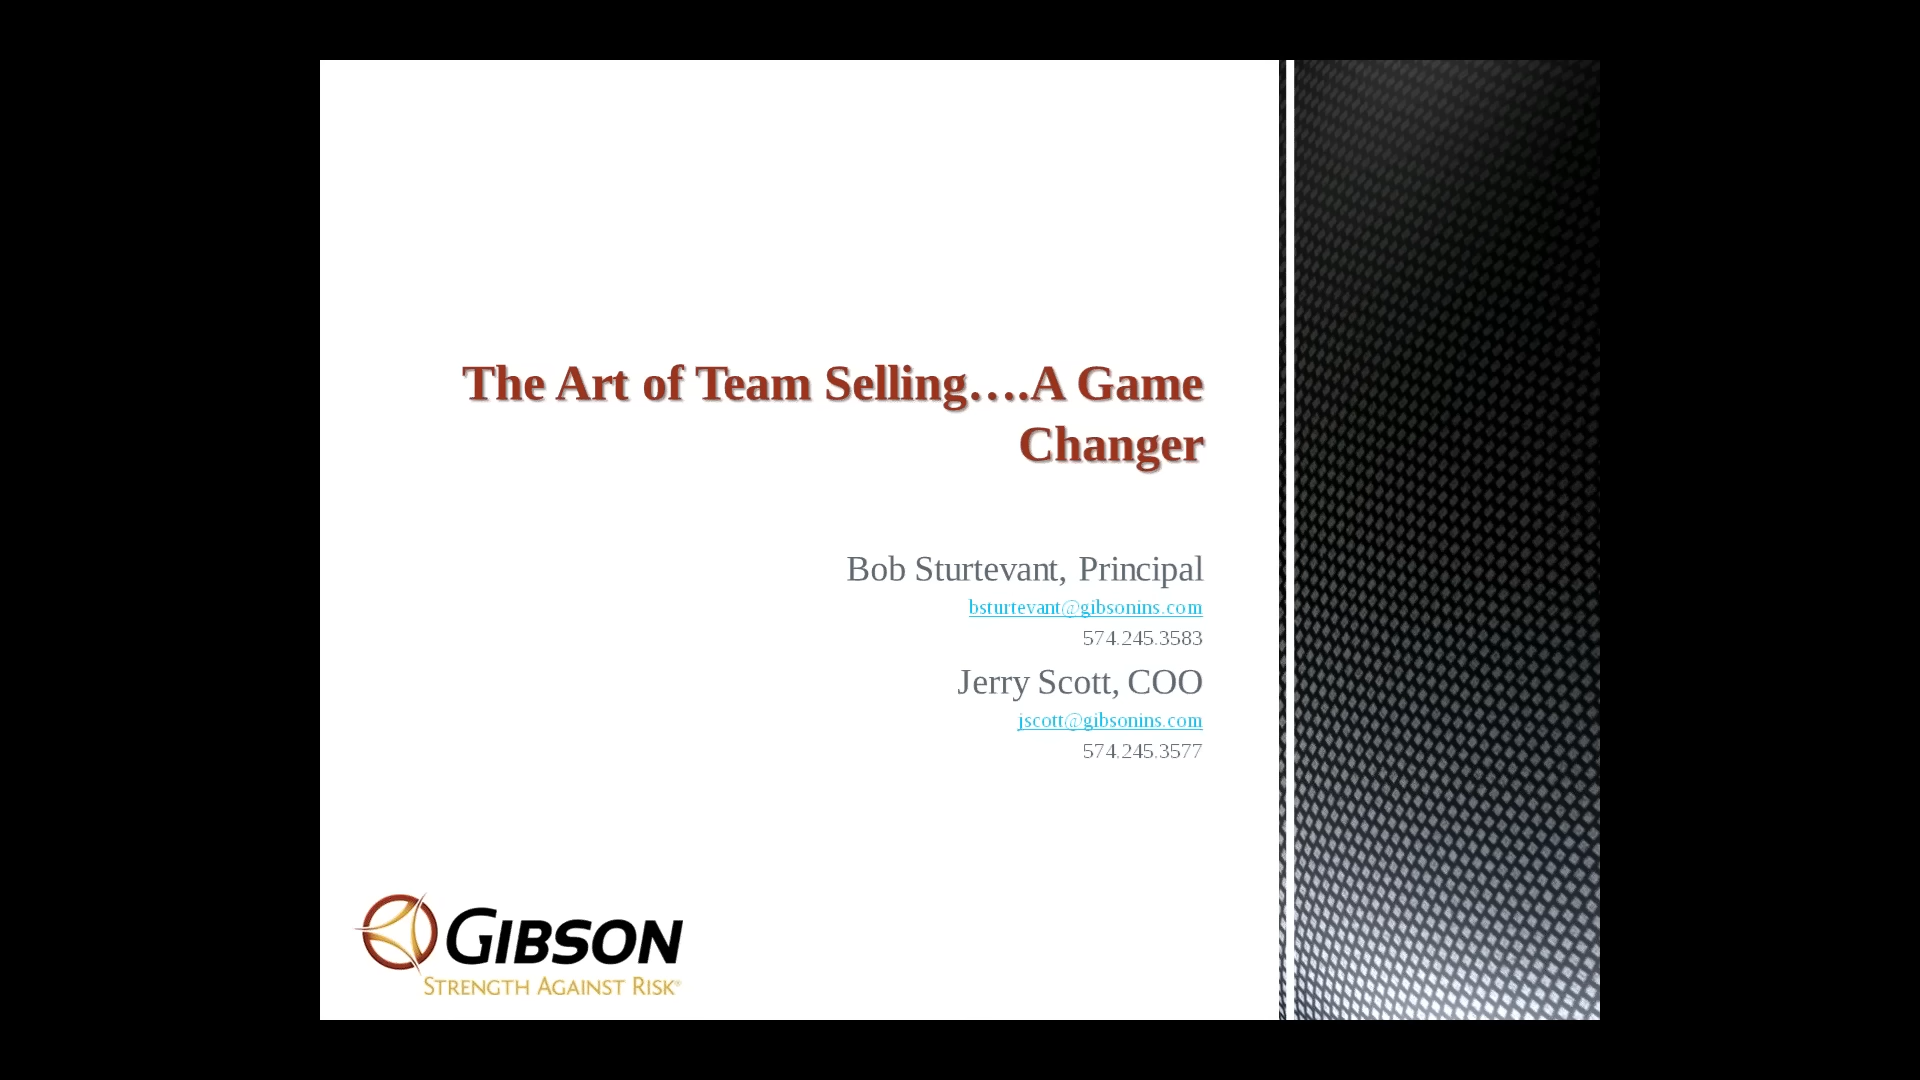 The Art of Team Selling….A Game
Changer
Bob Sturtevant, Principal
bsturtevant@gibsonins.com
574.245.3583
Jerry Scott, COO
jscott@gibsonins.com
574.245.3577
GIBSON
STRENGTH AGAINST RISK®